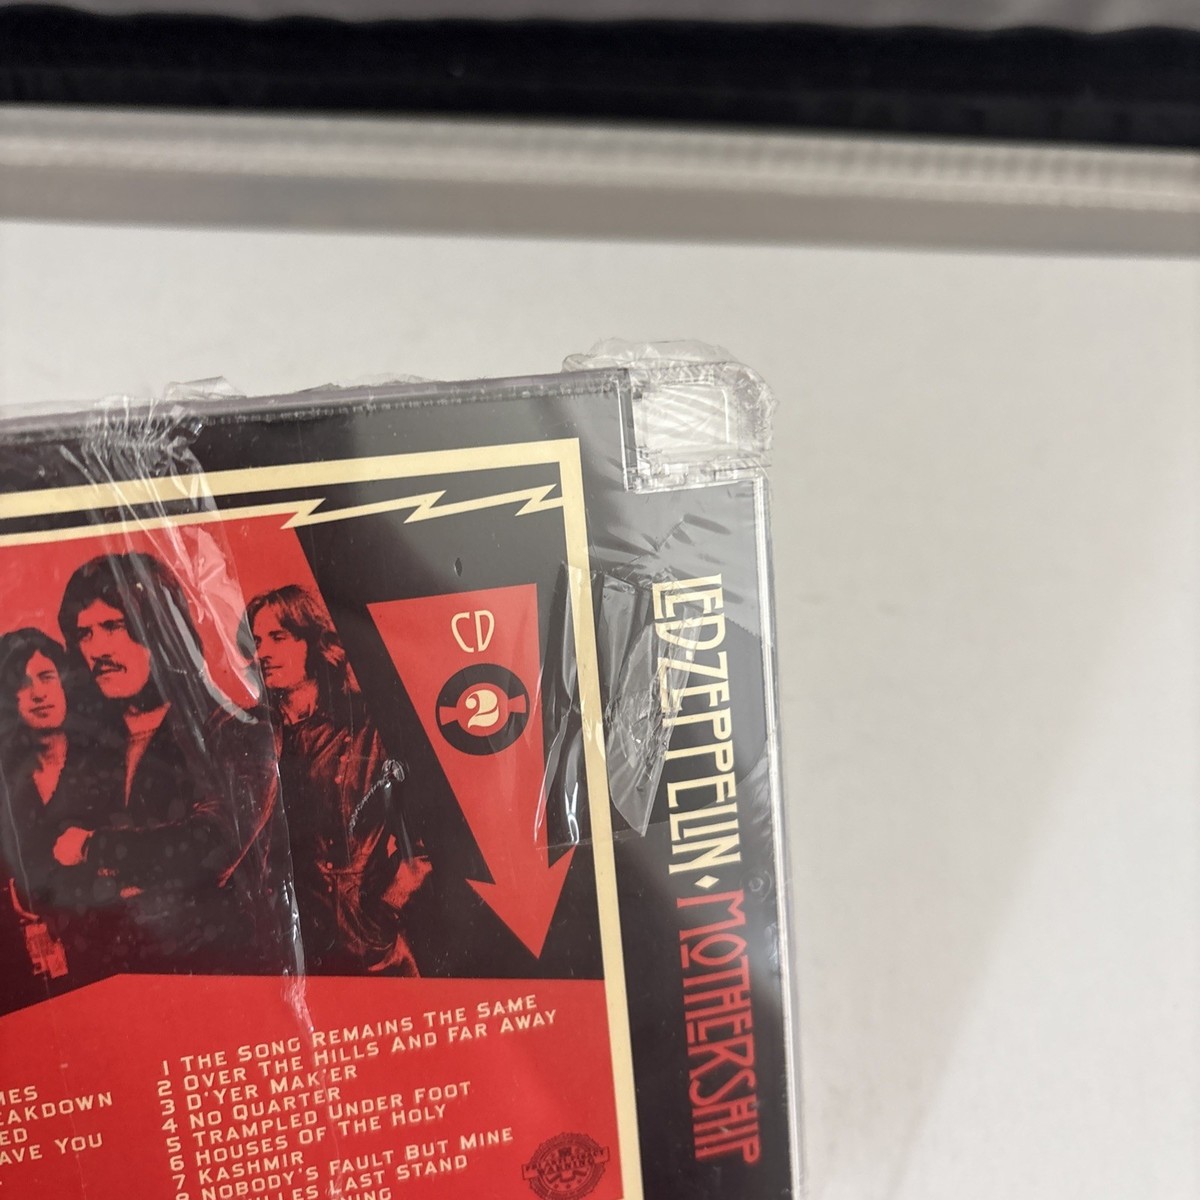 CD
2
LED ZEPPELIN · MOTHERSHIP
MES
EAKDOWN
ED
AVE YOU
1 THE SONG REMAINS THE SAME
2 OVER THE HILLS AND FAR AWAY
3 D'YER MAK'ER
4 NO QUARTER
5 TRAMPLED UNDER FOOT
6 HOUSES OF THE HOLY
7 KASHMIR
8 NOBODY'S FAULT BUT MINE
LLES LAST STAND